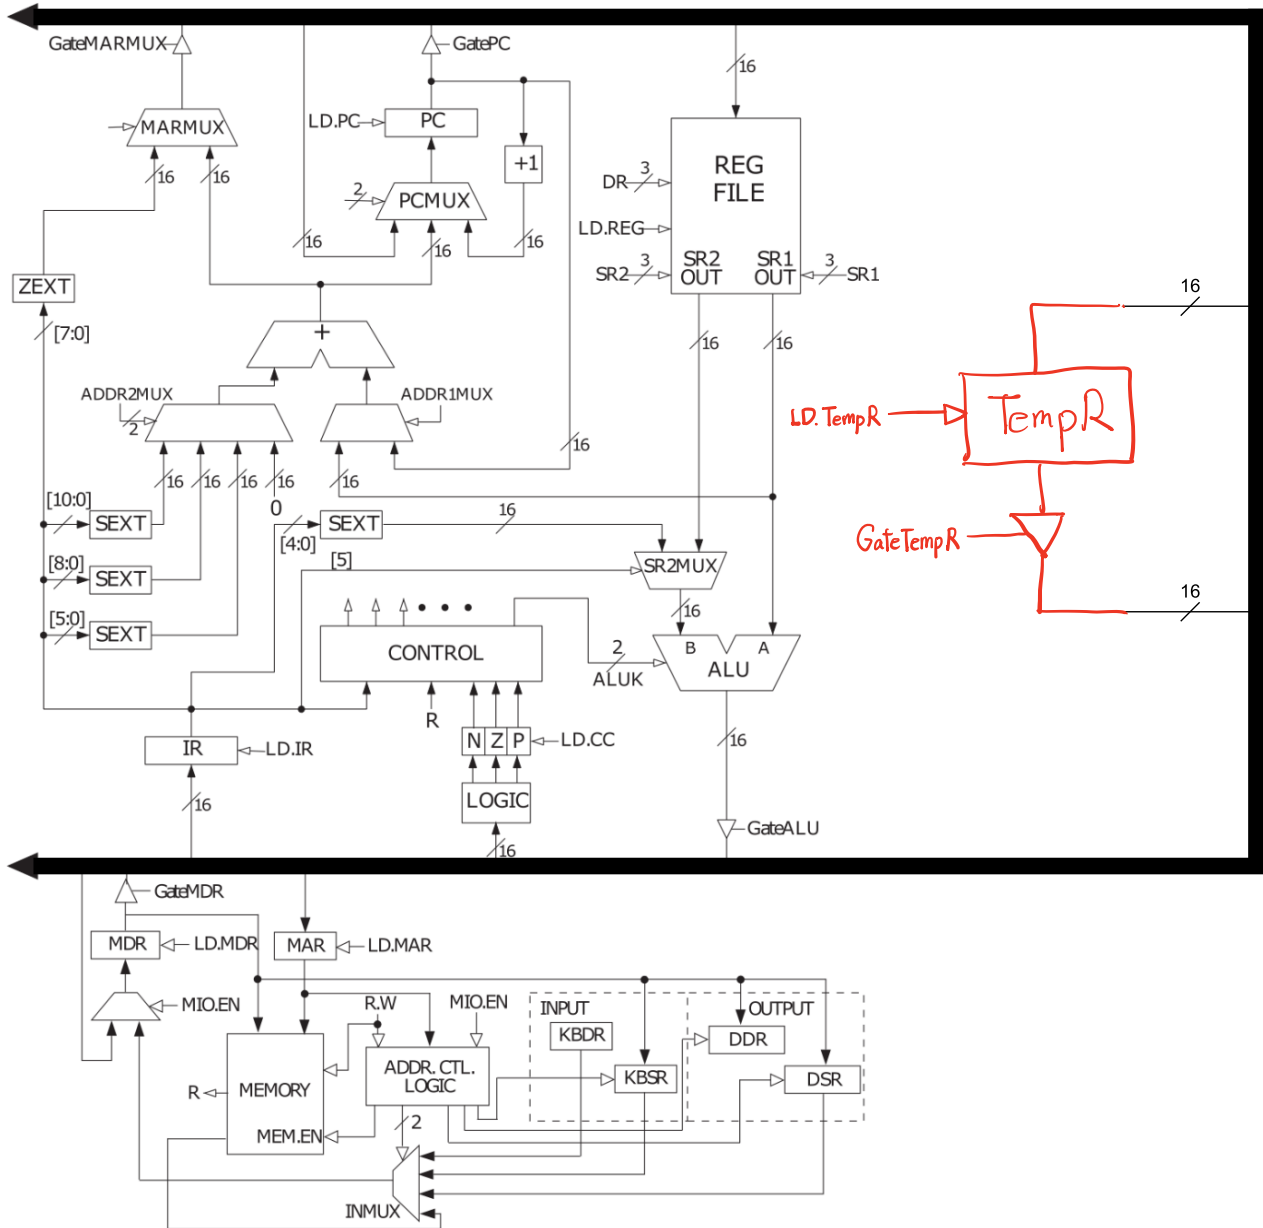 GateMARMUX
GatePC
16
MARMUX
LD.PC
PC
+1
REG
FILE
DR
3
16
16
2
PCMUX
LD.REG
16
16
16
SR2
3
SR2
OUT
SR1
OUT
3
SR1
ZEXT
[7:0]
16
+
16
16
ADDR2MUX
2
ADDR1MUX
LD.TempR
TempR
16
16
16
16
16
16
0
[10:0]
SEXT
[4:0]
SEXT
16
GateTempR
[8:0]
SEXT
[5]
SR2MUX
16
16
[5:0]
SEXT
CONTROL
2
ALUK
B
A
ALU
R
IR
LD.IR
N
Z
P
LD.CC
16
16
LOGIC
16
GateALU
GateMDR
MDR
LD.MDR
MAR
LD.MAR
MIO.EN
R.W
MIO.EN
INPUT
OUTPUT
KBDR
DDR
ADDR. CTL.
LOGIC
KBSR
DSR
R
MEMORY
MEM.EN
2
INMUX